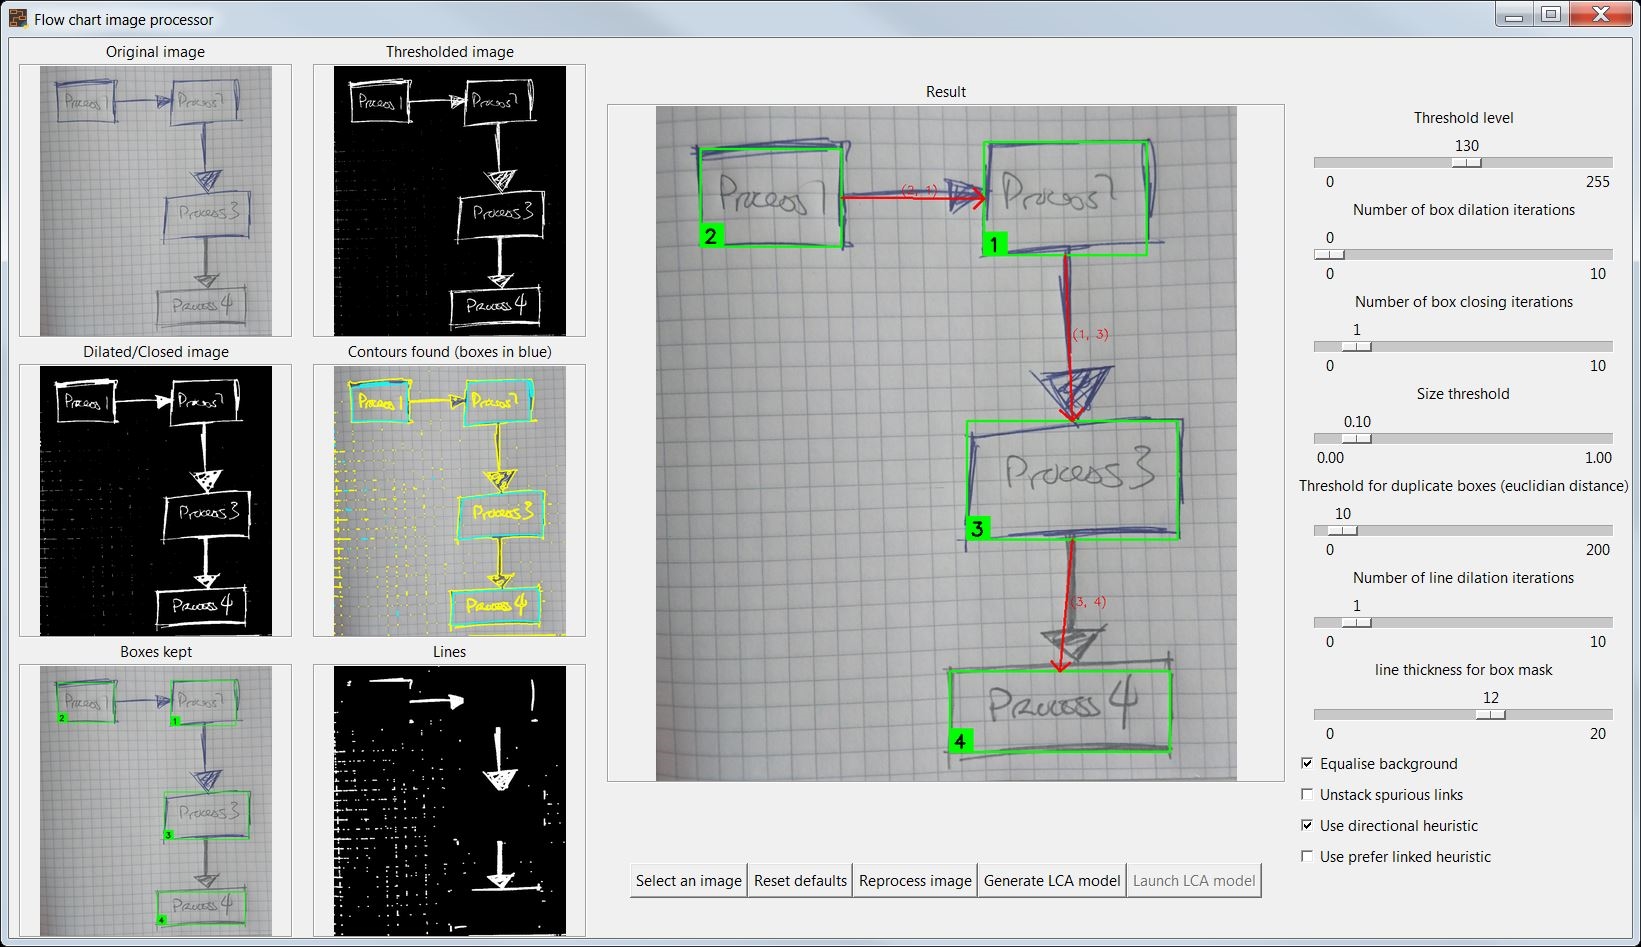 Flow chart image processor
Original image
Thresholded image
Process 1
Process 2
Process 3
Process 4
Process 1
Process 2
Process 3
Process 4
Dilated/Closed image
Contours found (boxes in blue)
Process 1
Process 2
Process 3
Process 4
Process 1
Process 2
Process 3
Process 4
Boxes kept
Lines
Process 1
2
Process 2
1
Process 3
3
Process 4
4
Result
Process 1
2
(2, 1)
Process 2
1
(1, 3)
Process 3
3
(3, 4)
Process 4
4
Threshold level
130
0 255
Number of box dilation iterations
0
0 10
Number of box closing iterations
1
0 10
Size threshold
0.10
0.00 1.00
Threshold for duplicate boxes (euclidian distance)
10
0 200
Number of line dilation iterations
1
0 10
line thickness for box mask
12
0 20
Equalise background
Unstack spurious links
Use directional heuristic
Use prefer linked heuristic
Select an image
Reset defaults
Reprocess image
Generate LCA model
Launch LCA model